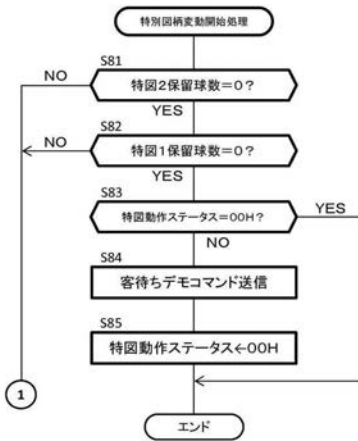 特別図柄変動開始処理
S81
NO
特図2保留球数=0?
YES
S82
NO
特図1保留球数=0?
YES
S83
特図動作ステータス=00H?
YES
NO
S84
客待ちデモコマンド送信
S85
特図動作ステータス←00H
1
エンド